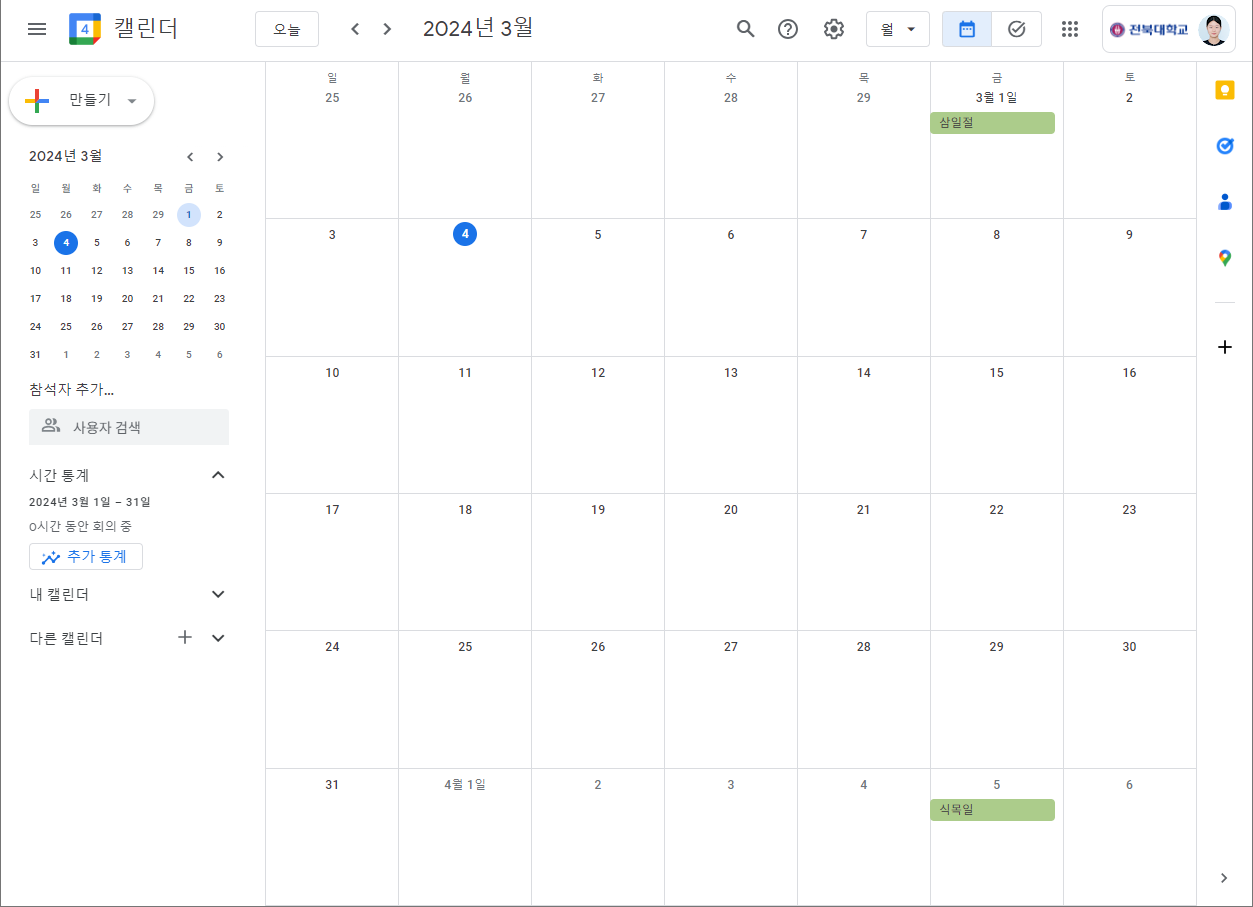 4 캘린더 오늘 2024년 3월 월 전북대학교
만들기
2024년 3월
일 월 화 수 목 금 토
25 26 27 28 29 1 2
3 4 5 6 7 8 9
10 11 12 13 14 15 16
17 18 19 20 21 22 23
24 25 26 27 28 29 30
31 1 2 3 4 5 6
참석자 추가...
사용자 검색
시간 통계
2024년 3월 1일 – 31일
0시간 동안 회의 중
추가 통계
내 캘린더
다른 캘린더
일 월 화 수 목 금 토
25 26 27 28 29 3월 1일 2
삼일절
3 4 5 6 7 8 9
10 11 12 13 14 15 16
17 18 19 20 21 22 23
24 25 26 27 28 29 30
31 4월 1일 2 3 4 5 6
식목일